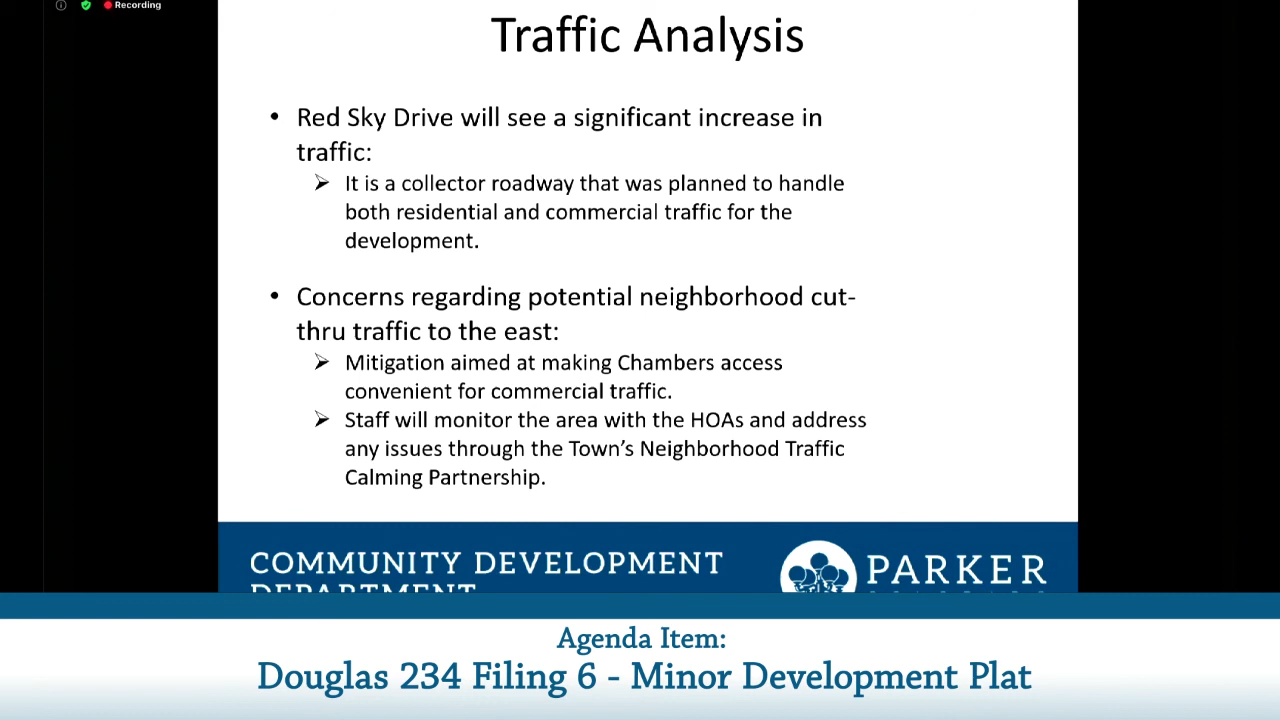 Recording
Traffic Analysis
• Red Sky Drive will see a significant increase in
traffic:
➢ It is a collector roadway that was planned to handle
both residential and commercial traffic for the
development.
• Concerns regarding potential neighborhood cut-
thru traffic to the east:
➢ Mitigation aimed at making Chambers access
convenient for commercial traffic.
➢ Staff will monitor the area with the HOAs and address
any issues through the Town's Neighborhood Traffic
Calming Partnership.
COMMUNITY DEVELOPMENT
DEPARTMENT
PARKER
Agenda Item:
Douglas 234 Filing 6 - Minor Development Plat